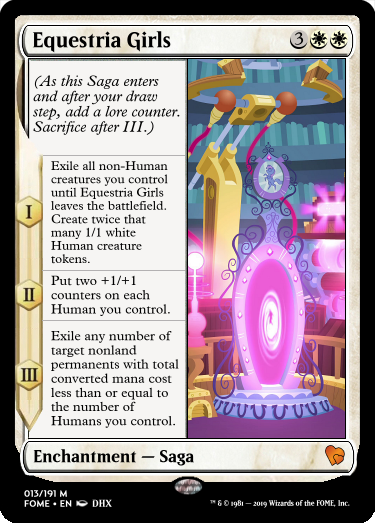 Equestria Girls 3
(As this Saga enters
and after your draw
step, add a lore counter.
Sacrifice after III.)
I
Exile all non-Human
creatures you control
until Equestria Girls
leaves the battlefield.
Create twice that
many 1/1 white
Human creature
tokens.
II
Put two +1/+1
counters on each
Human you control.
III
Exile any number of
target nonland
permanents with total
converted mana cost
less than or equal to
the number of
Humans you control.
Enchantment — Saga
013/191 M
FOME • EN DHX
™ & © 1981 — 2019 Wizards of the FOME, Inc.